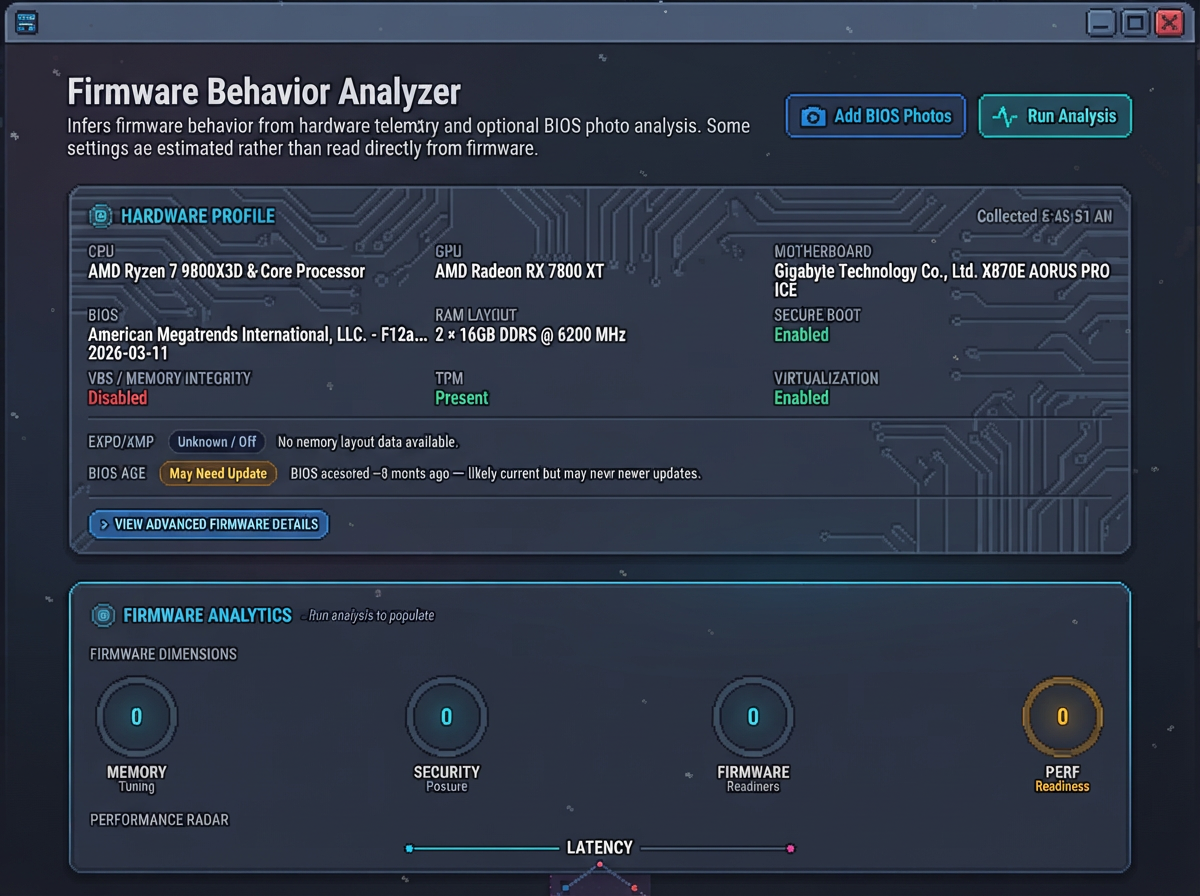 Firmware Behavior Analyzer
Infers firmware behavior from hardware telemetry and optional BIOS photo analysis. Some
settings ae estimated rather than read directly from firmware.
Add BIOS Photos
Run Analysis
HARDWARE PROFILE
Collected
CPU
AMD Ryzen 7 9800X3D & Core Processor
GPU
AMD Radeon RX 7800 XT
MOTHERBOARD
Gigabyte Technology Co., Ltd. X870E AORUS PRO
ICE
BIOS
American Megatrends International, LLC. - F12a...
2026-03-11
RAM LAYOUT
2 × 16GB DDRS @ 6200 MHz
SECURE BOOT
Enabled
VBS / MEMORY INTEGRITY
Disabled
TPM
Present
VIRTUALIZATION
Enabled
EXPO/XMP
Unknown / Off
No nemory layout data available.
BIOS AGE
May Need Update
BIOS acesored ~8 monts ago — likely current but may nevr newer updates.
> VIEW ADVANCED FIRMWARE DETAILS
FIRMWARE ANALYTICS
- Run anaiysis to populate
FIRMWARE DIMENSIONS
0
MEMORY
Tuning
0
SECURITY
Posture
0
FIRMWARE
Readiners
0
PERF
Readiness
PERFORMANCE RADAR
LATENCY